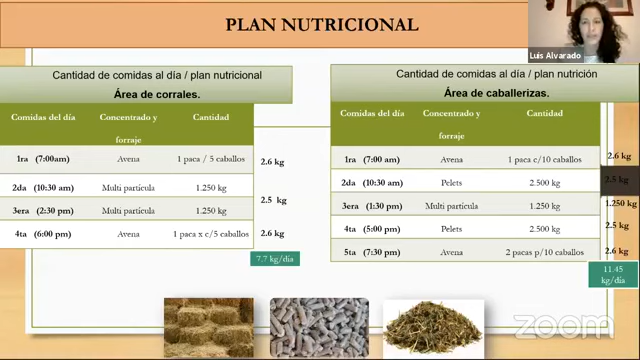 PLAN NUTRICIONAL
Luis Alvarado
Cantidad de comidas al día / plan nutricional
Área de corrales.
Comidas del día Concentrado y forraje Cantidad
1ra (7:00am) Avena 1 paca / 5 caballos 2.6 kg
2da (10:30 am) Multi partícula 1.250 kg
2.5 kg
3era (2:30 pm) Multi partícula 1.250 kg
4ta (6:00 pm) Avena 1 paca x c/5 caballos 2.6 kg
7.7 kg/día
Cantidad de comidas al día / plan nutrición
Área de caballerizas.
Comidas del día Concentrado y forraje Cantidad
1ra (7:00 am) Avena 1 paca c/10 caballos 2.6 kg
2da (10:30 am) Pelets 2.500 kg 2.5 kg
3era (1:30 pm) Multi partícula 1.250 kg 1.250 kg
4ta (5:00 pm) Pelets 2.500 kg 2.5 kg
5ta (7:30 pm) Avena 2 pacas p/10 caballos 2.6 kg
11.45
kg/día
zoom